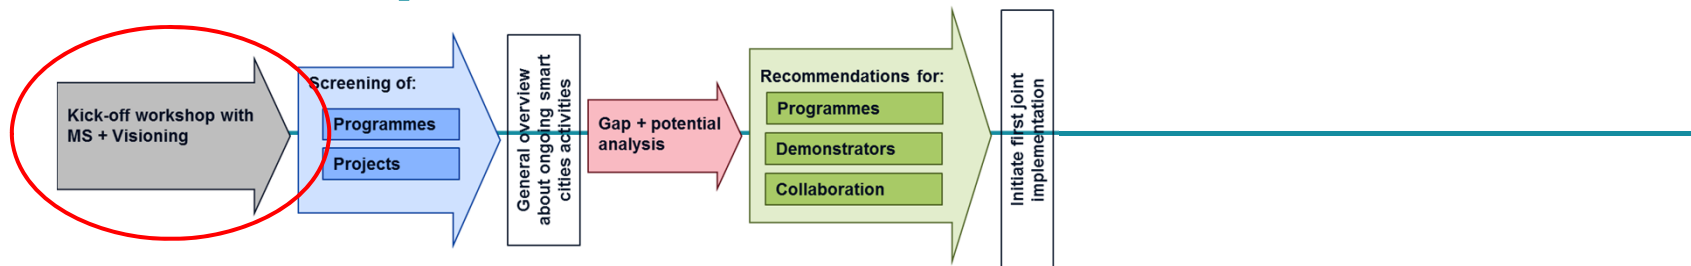 Kick-off workshop with
MS + Visioning
Screening of:
Programmes
Projects
General overview
about ongoing smart
cities activities
Gap + potential
analysis
Recommendations for:
Programmes
Demonstrators
Collaboration
Initiate first joint
implementation